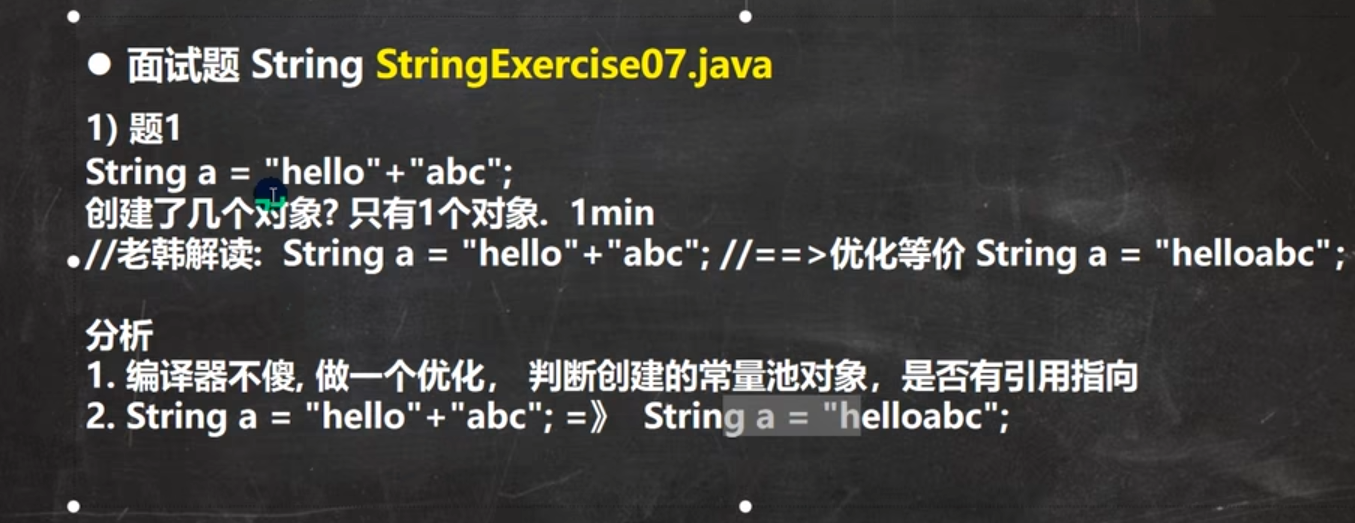 ● 面试题 String StringExercise07.java
1) 题1
String a = "hello"+"abc";
创建了几个对象? 只有1个对象.  1min
//老韩解读:  String a = "hello"+"abc"; //==>优化等价 String a = "helloabc";
分析
1. 编译器不傻, 做一个优化， 判断创建的常量池对象，是否有引用指向
2. String a = "hello"+"abc"; =》  String a = "helloabc";